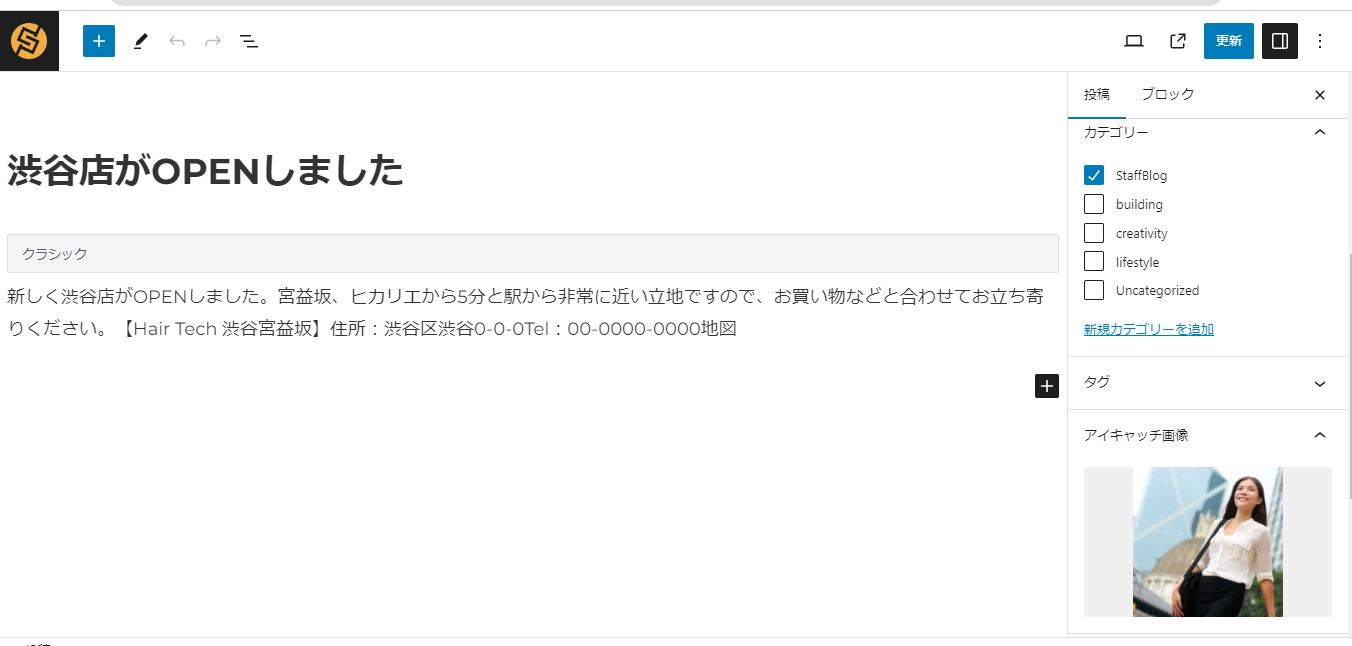 更新
投稿 ブロック
カテゴリー
渋谷店がOPENしました
StaffBlog
building
クラシック
creativity
lifestyle
新しく渋谷店がOPENしました。宮益坂、ヒカリエから5分と駅から非常に近い立地ですので、お買い物などと合わせてお立ち寄
りください。【Hair Tech 渋谷宮益坂】住所：渋谷区渋谷0-0-0Tel：00-0000-0000地図
Uncategorized
新規カテゴリーを追加
タグ
アイキャッチ画像